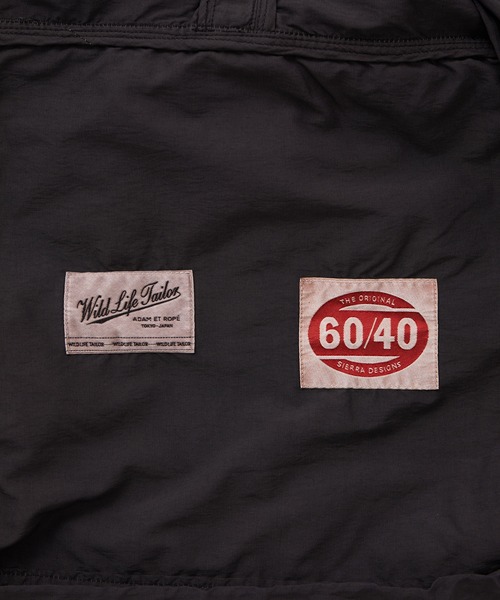 Wild Life Tailor
ADAM ET ROPÉ
TOKYO-JAPAN
WILD LIFE TAILOR WILD LIFE TAILOR WILD LIFE TAILOR
THE ORIGINAL
60/40
SIERRA DESIGNS